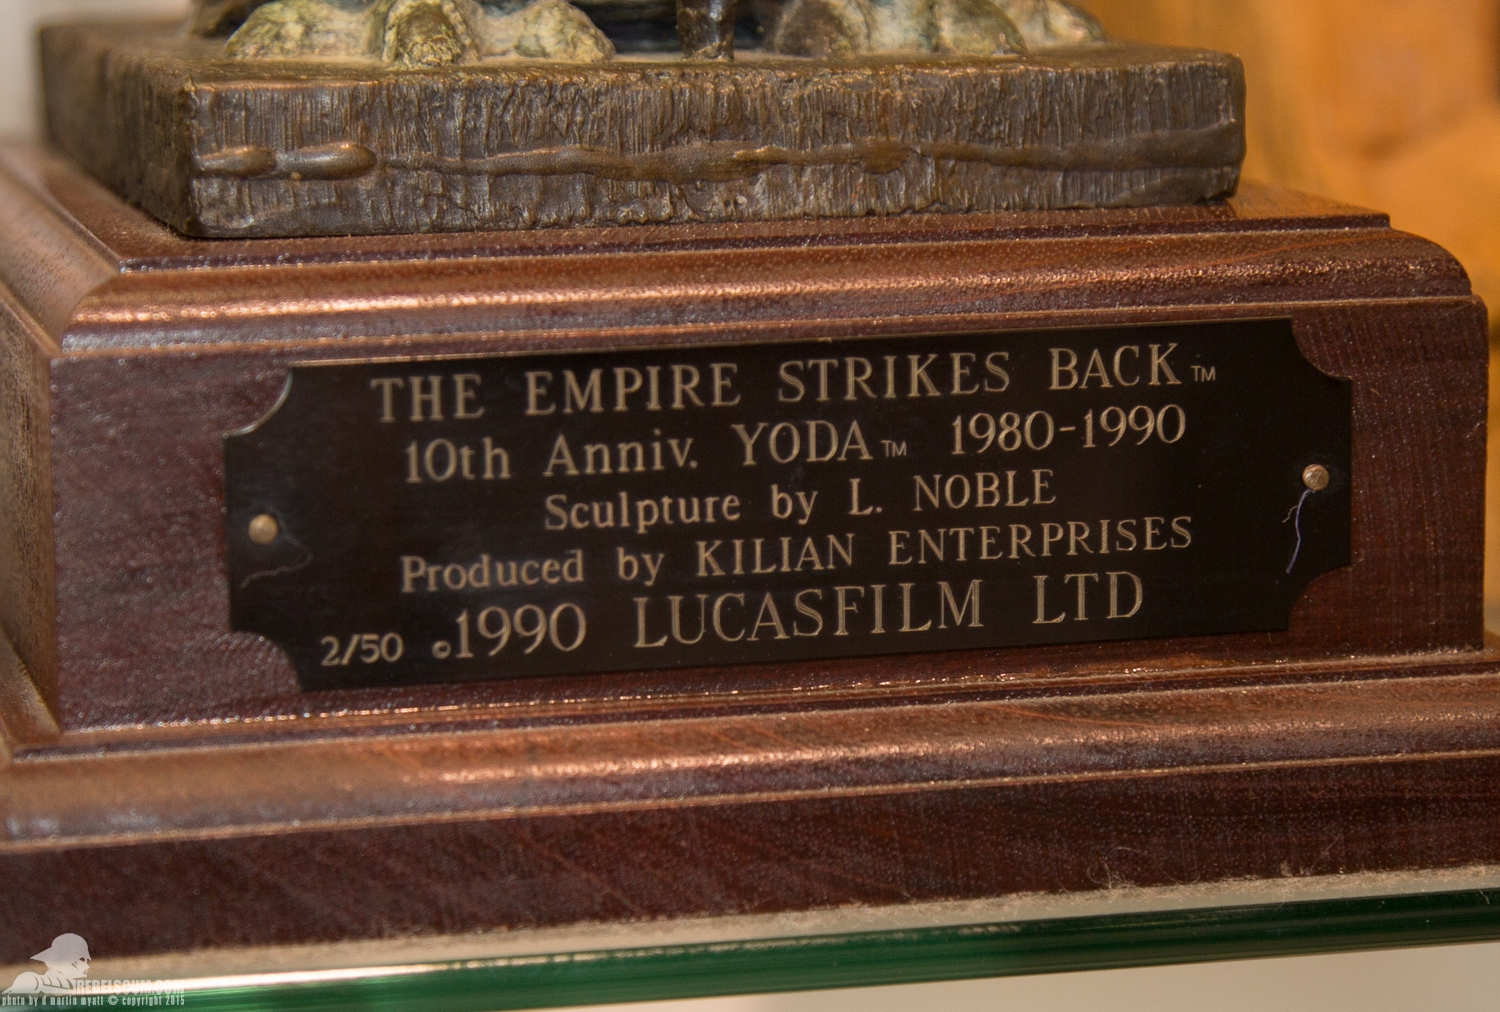 THE EMPIRE STRIKES BACK™
10th Anniv. YODA™ 1980-1990
Sculpture by L. NOBLE
Produced by KILIAN ENTERPRISES
2/50 ©1990 LUCASFILM LTD
REBELSCUM.COM
photo by d martin myatt © copyright 2015